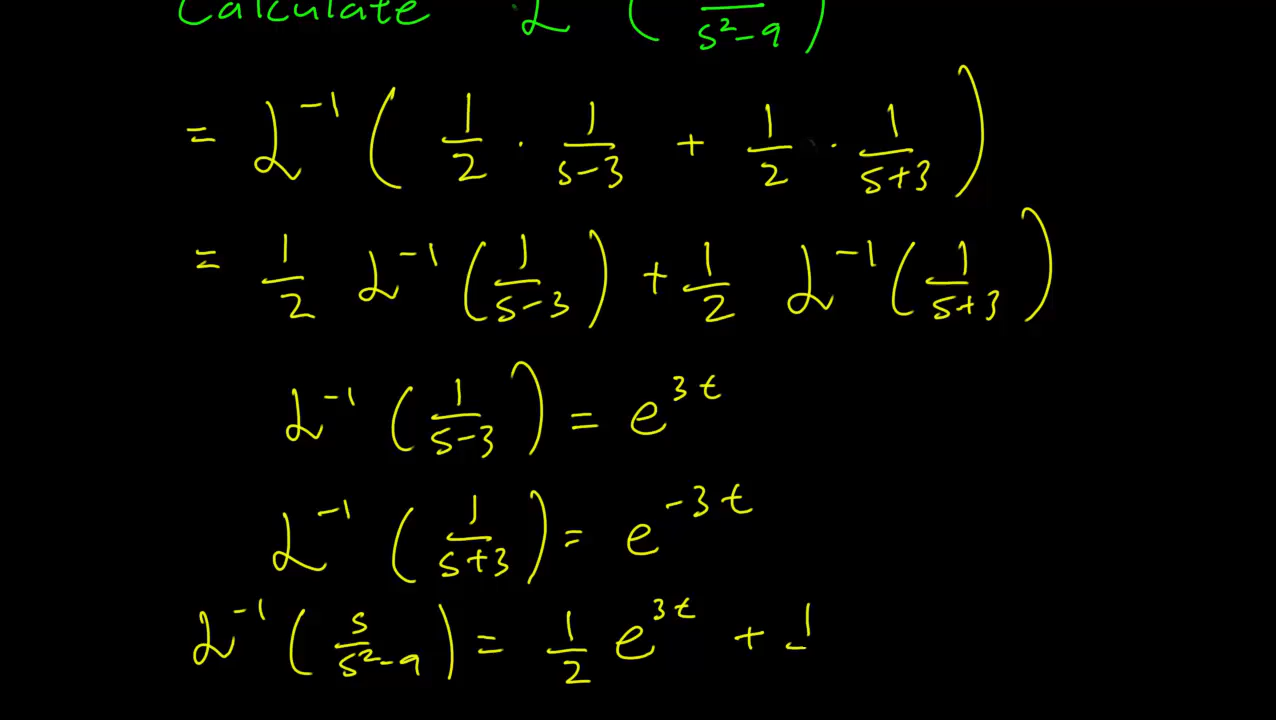 Calculate ℒ⁻¹ ( s/(s²-9) )
= ℒ⁻¹ ( 1/2 · 1/(s-3) + 1/2 · 1/(s+3) )
= 1/2 ℒ⁻¹ ( 1/(s-3) ) + 1/2 ℒ⁻¹ ( 1/(s+3) )
ℒ⁻¹ ( 1/(s-3) ) = e^(3t)
ℒ⁻¹ ( 1/(s+3) ) = e^(-3t)
ℒ⁻¹ ( s/(s²-9) ) = 1/2 e^(3t) + 1